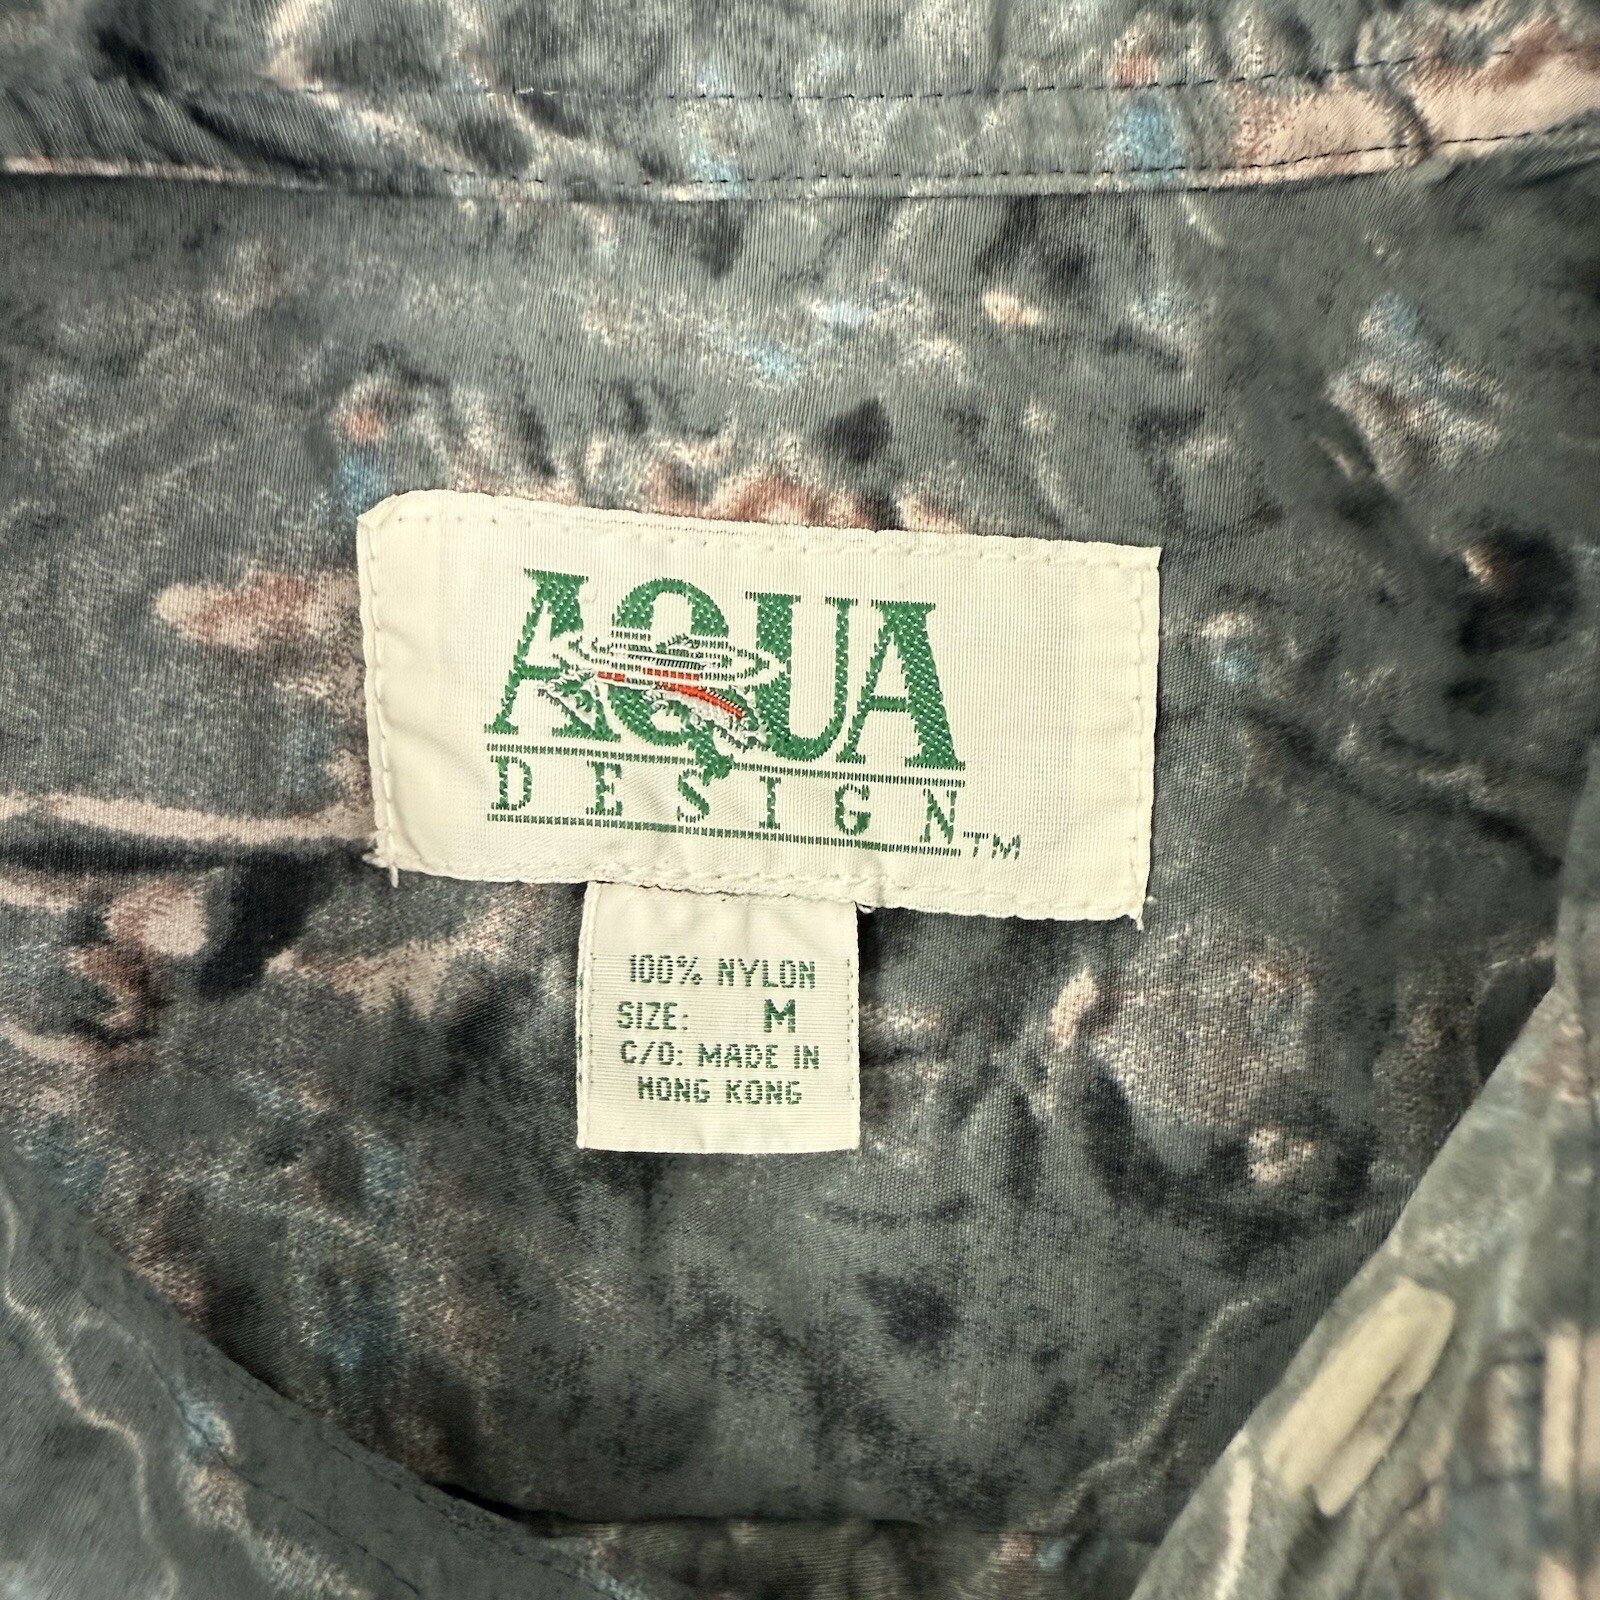 AQUA
DESIGN™
100% NYLON
SIZE: M
C/O: MADE IN
HONG KONG